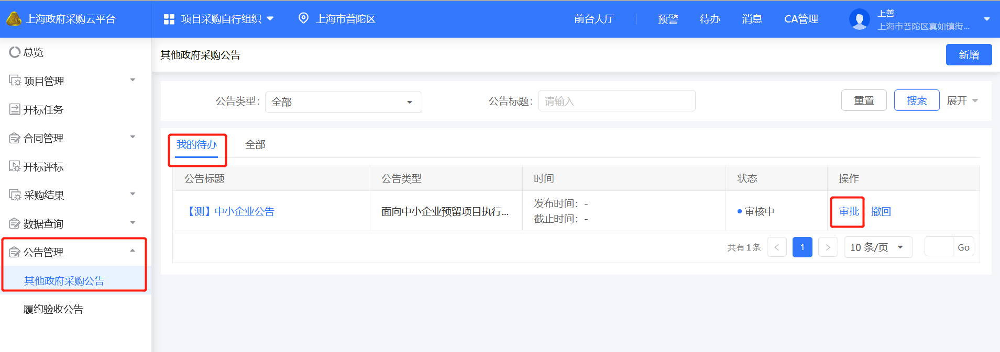 上海政府采购云平台
项目采购自行组织
上海市普陀区
前台大厅
预警
待办
消息
CA管理
上善
上海市普陀区真如镇街...
总览
项目管理
开标任务
合同管理
开标评标
采购结果
数据查询
公告管理
其他政府采购公告
履约验收公告
其他政府采购公告
新增
公告类型： 全部
公告标题： 请输入
重置
搜索
展开
我的待办
全部
公告标题
公告类型
时间
状态
操作
【测】中小企业公告
面向中小企业预留项目执行...
发布时间： -
截止时间： -
审核中
审批
撤回
共有1条
<
1
>
10 条/页
Go